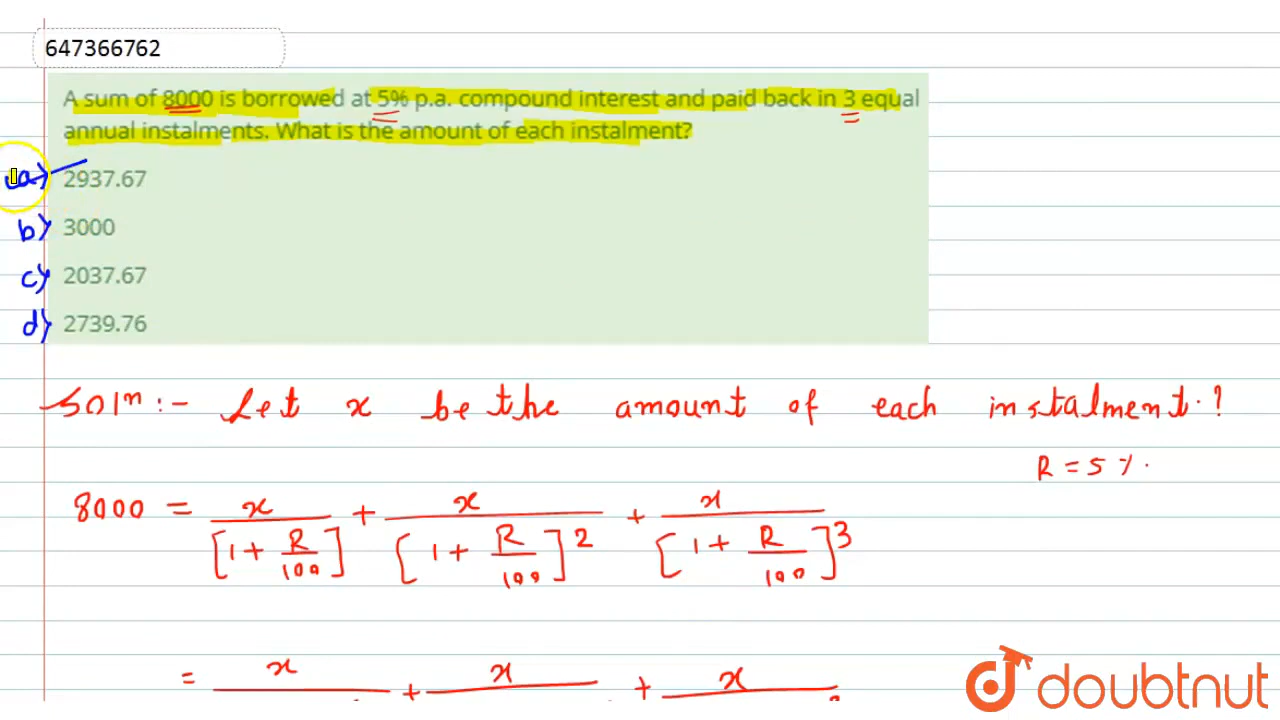 647366762
A sum of 8000 is borrowed at 5% p.a. compound interest and paid back in 3 equal
annual instalments. What is the amount of each instalment?
a) 2937.67
b) 3000
c) 2037.67
d) 2739.76
Solⁿ :- Let x be the amount of each instalment.?
R = 5 %.
8000 = x/[1 + R/100] + x/[1 + R/100]² + x/[1 + R/100]³
= x + x + x
doubtnut